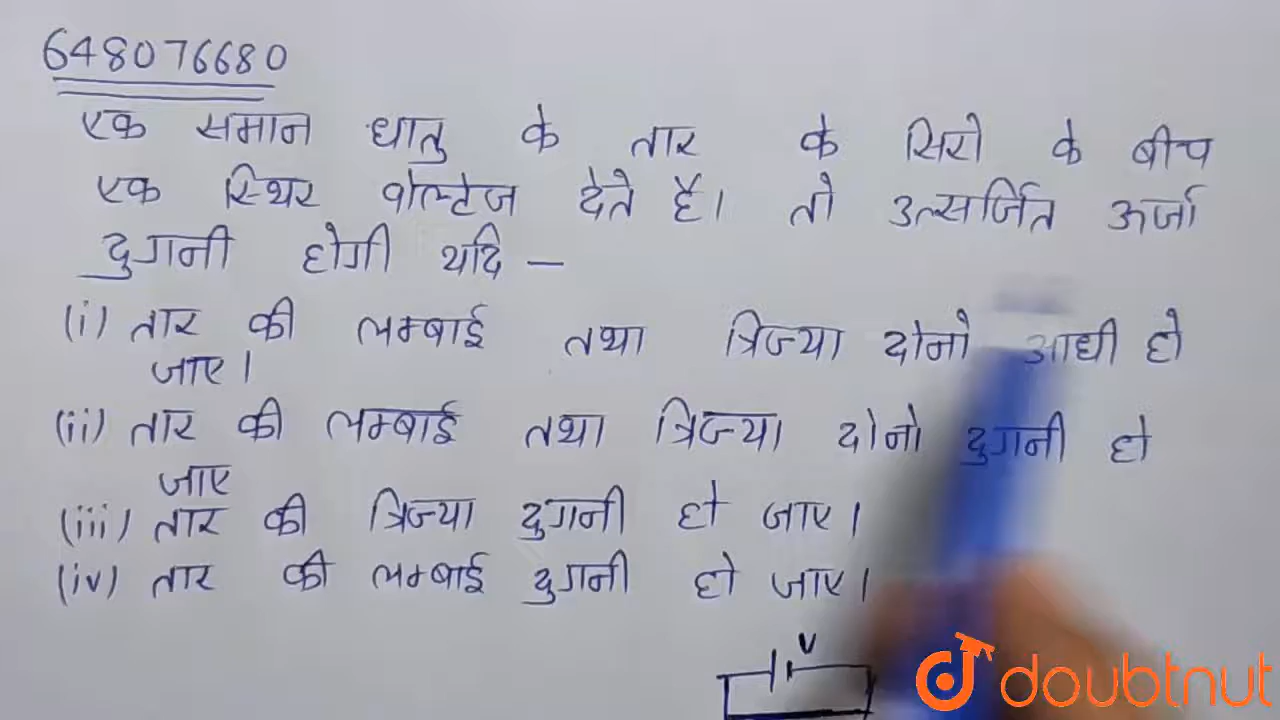 648076680
एक समान धातु के तार के सिरो के बीच
एक स्थिर वोल्टेज देते है। तो उत्सर्जित ऊर्जा
दुगनी होगी यदि –
(i) तार की लम्बाई तथा त्रिज्या दोनो आधी हो
जाए।
(ii) तार की लम्बाई तथा त्रिज्या दोनो दुगनी हो
जाए
(iii) तार की त्रिज्या दुगनी हो जाए।
(iv) तार की लम्बाई दुगनी हो जाए।
V
doubtnut